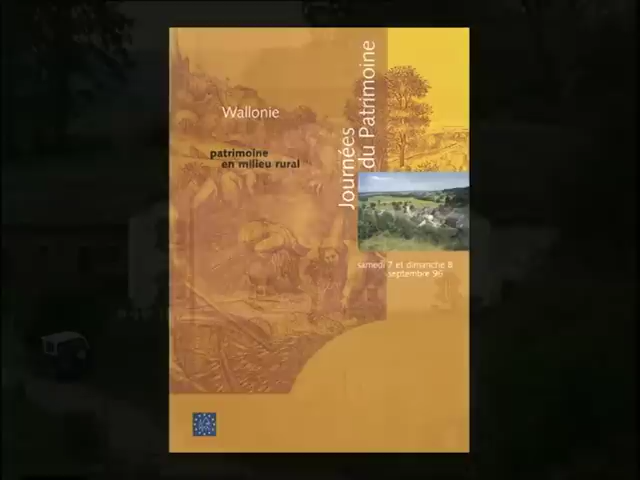 Wallonie
patrimoine
en milieu rural
Journées
du Patrimoine
samedi 7 et dimanche 8
septembre 96